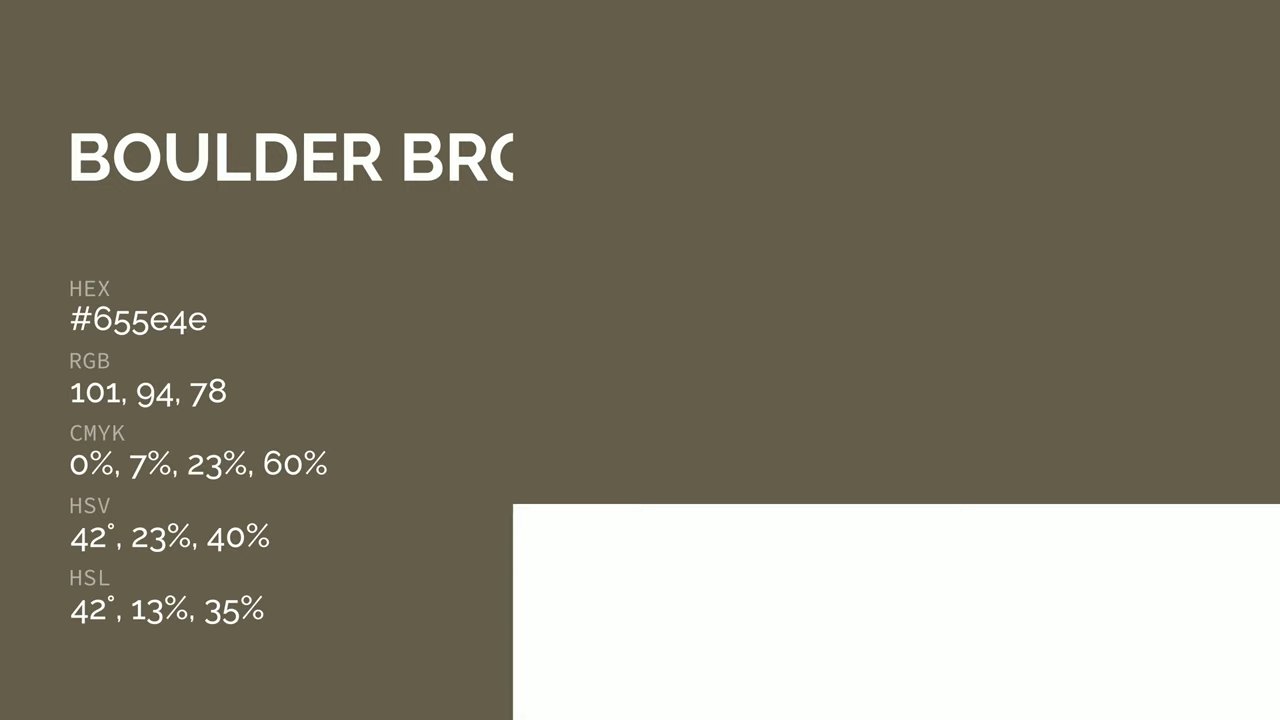 BOULDER BR
HEX
#655e4e
RGB
101, 94, 78
CMYK
0%, 7%, 23%, 60%
HSV
42°, 23%, 40%
HSL
42°, 13%, 35%